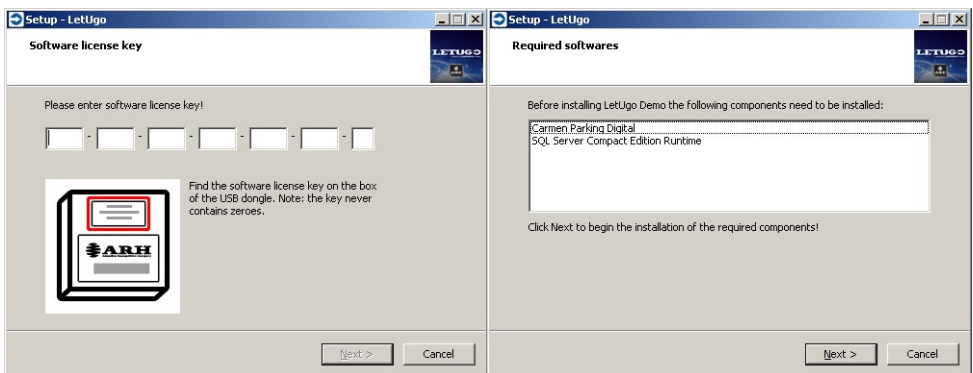 Setup - LetUgo
Software license key
LETUGO
Please enter software license key!
- - - - - -
Find the software license key on the box
of the USB dongle. Note: the key never
contains zeroes.
ARH
Next >
Cancel
Setup - LetUgo
Required softwares
LETUGO
Before installing LetUgo Demo the following components need to be installed:
Carmen Parking Digital
SQL Server Compact Edition Runtime
Click Next to begin the installation of the required components!
Next >
Cancel